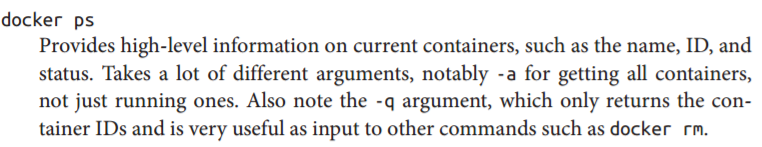 docker ps
Provides high-level information on current containers, such as the name, ID, and
status. Takes a lot of different arguments, notably -a for getting all containers,
not just running ones. Also note the -q argument, which only returns the con-
tainer IDs and is very useful as input to other commands such as docker rm.